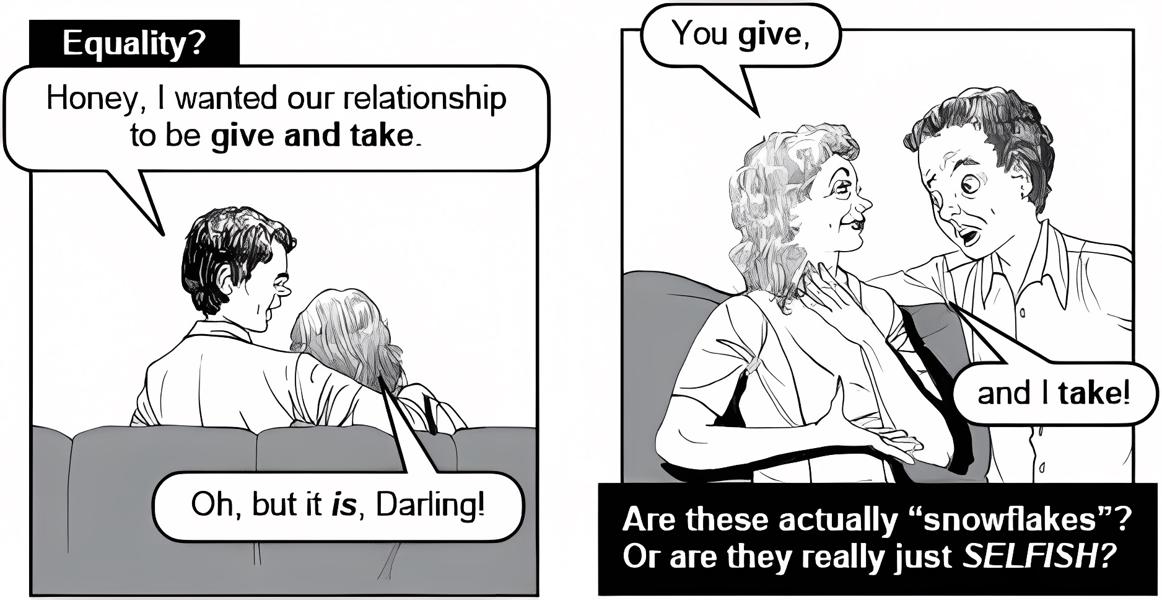 Equality?
Honey, I wanted our relationship
to be give and take.
Oh, but it is, Darling!
You give,
and I take!
Are these actually “snowflakes”?
Or are they really just SELFISH?